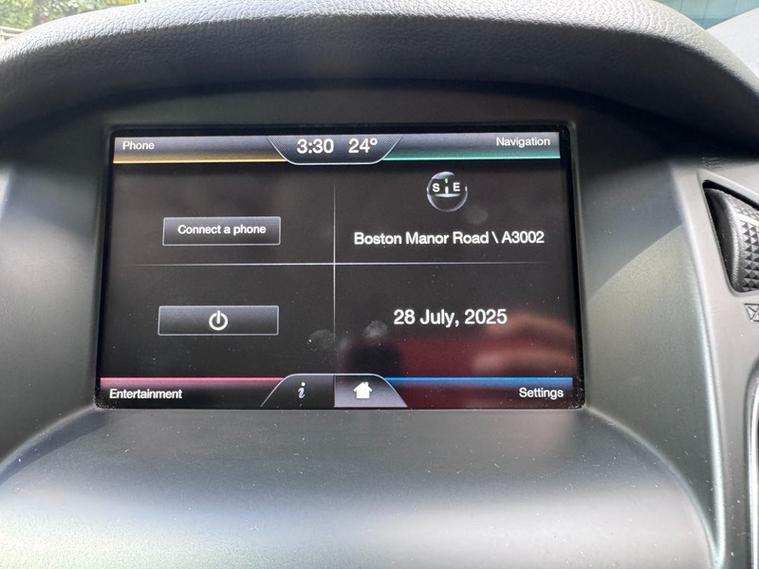 Phone
3:30 24°
Navigation
S E
Connect a phone
Boston Manor Road \ A3002
28 July, 2025
Entertainment
i
Settings